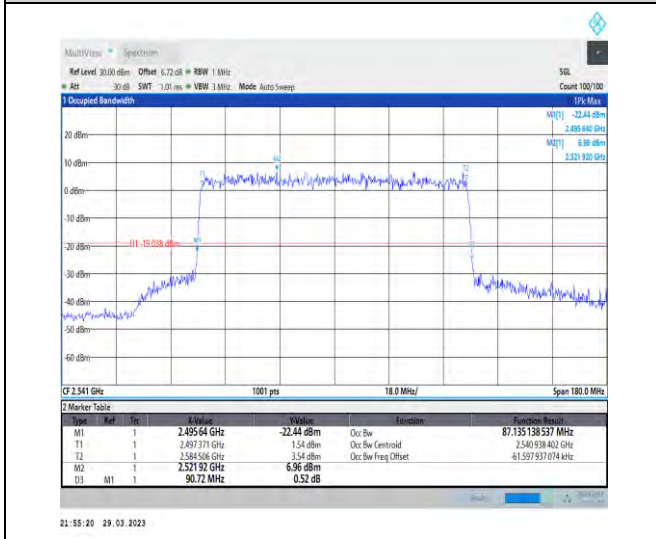 MultiView Spectrum
Ref Level 30.00 dBm Offset 6.72 dB RBW 1 MHz SGL
Att 30 dB SWT 1.01 ms VBW 3 MHz Mode Auto Sweep Count 100/100
1 Occupied Bandwidth 1Pk Max
M1[1] -22.44 dBm
2.495 640 GHz
M2[1] 6.96 dBm
2.521 920 GHz
20 dBm
M2
10 dBm
T1 T2
0 dBm
-10 dBm
H1 -19.038 dBm M1
-20 dBm
-30 dBm
-40 dBm
-50 dBm
-60 dBm
CF 2.541 GHz 1001 pts 18.0 MHz/ Span 180.0 MHz
2 Marker Table
Type Ref Trc X-Value Y-Value Function Function Result
M1 1 2.495 64 GHz -22.44 dBm Occ Bw 87.135 138 537 MHz
T1 1 2.497 371 GHz 1.54 dBm Occ Bw Centroid 2.540 938 402 GHz
T2 1 2.584 506 GHz 3.54 dBm Occ Bw Freq Offset -61.597 937 074 kHz
M2 1 2.521 92 GHz 6.96 dBm
D3 M1 1 90.72 MHz 0.52 dB
21:55:20 29.03.2023